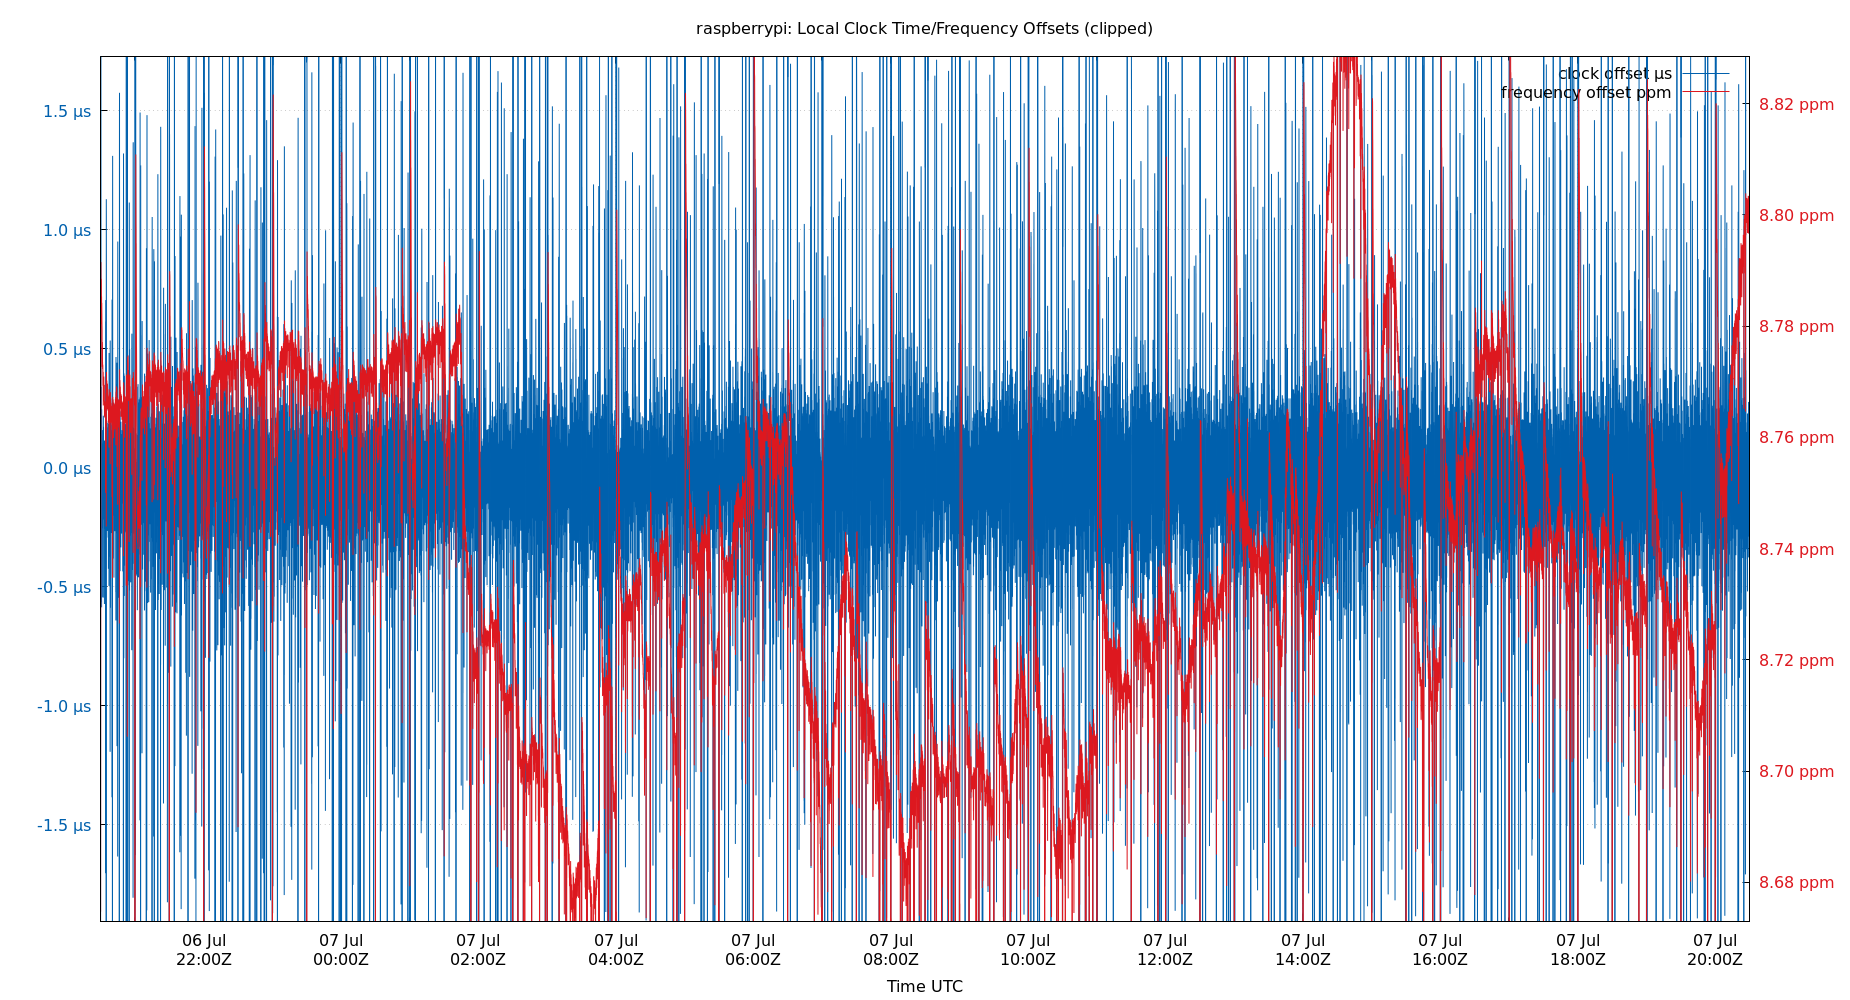 raspberrypi: Local Clock Time/Frequency Offsets (clipped)
clock offset µs
frequency offset ppm
1.5 µs
1.0 µs
0.5 µs
0.0 µs
-0.5 µs
-1.0 µs
-1.5 µs
8.82 ppm
8.80 ppm
8.78 ppm
8.76 ppm
8.74 ppm
8.72 ppm
8.70 ppm
8.68 ppm
06 Jul
22:00Z
07 Jul
00:00Z
07 Jul
02:00Z
07 Jul
04:00Z
07 Jul
06:00Z
07 Jul
08:00Z
07 Jul
10:00Z
07 Jul
12:00Z
07 Jul
14:00Z
07 Jul
16:00Z
07 Jul
18:00Z
07 Jul
20:00Z
Time UTC